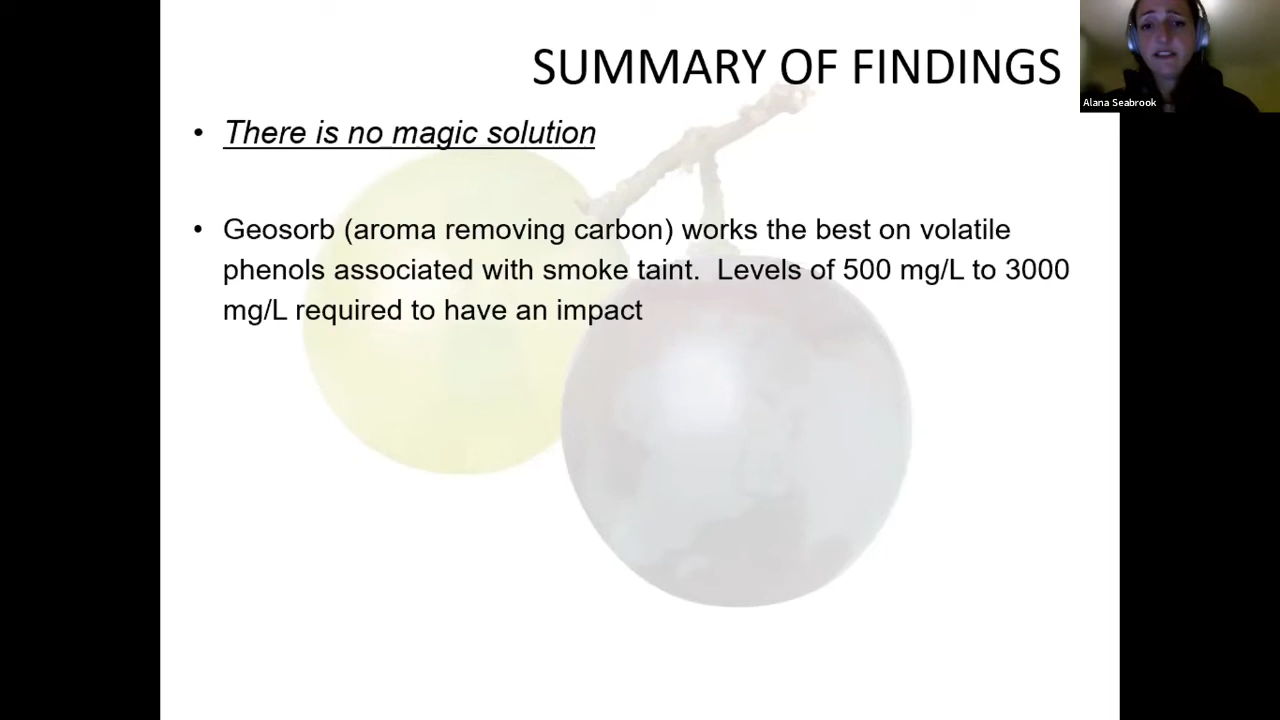 SUMMARY OF FINDINGS
Alana Seabrook
• There is no magic solution
• Geosorb (aroma removing carbon) works the best on volatile
phenols associated with smoke taint.  Levels of 500 mg/L to 3000
mg/L required to have an impact